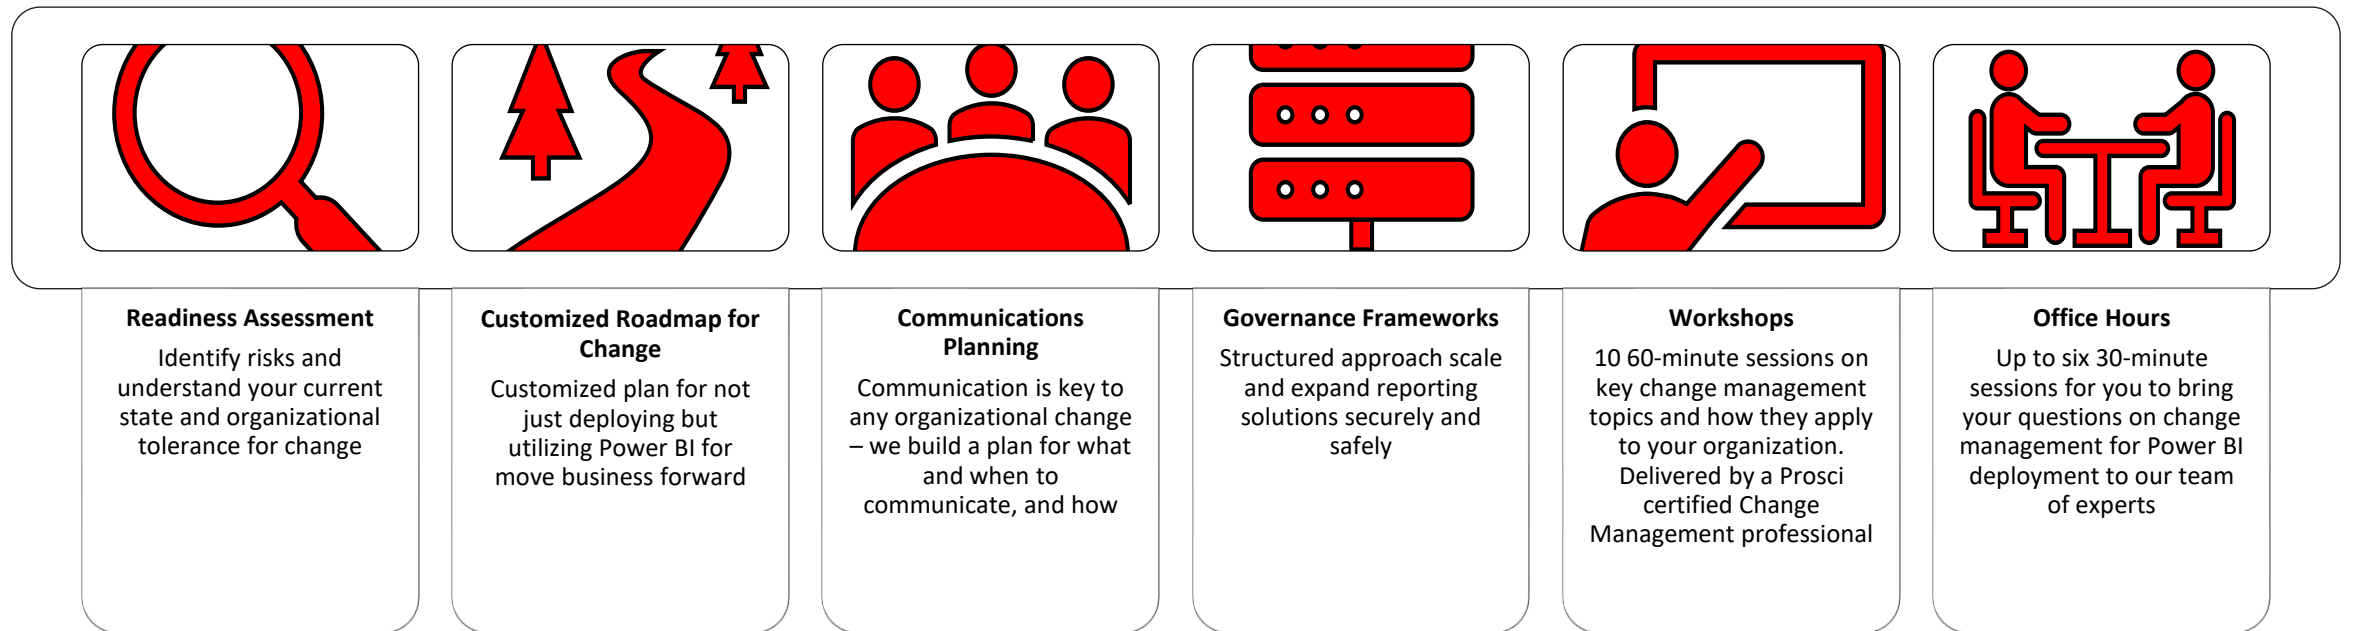 Readiness Assessment
Identify risks and
understand your current
state and organizational
tolerance for change
Customized Roadmap for
Change
Customized plan for not
just deploying but
utilizing Power BI for
move business forward
Communications
Planning
Communication is key to
any organizational change
– we build a plan for what
and when to
communicate, and how
Governance Frameworks
Structured approach scale
and expand reporting
solutions securely and
safely
Workshops
10 60-minute sessions on
key change management
topics and how they apply
to your organization.
Delivered by a Prosci
certified Change
Management professional
Office Hours
Up to six 30-minute
sessions for you to bring
your questions on change
management for Power BI
deployment to our team
of experts